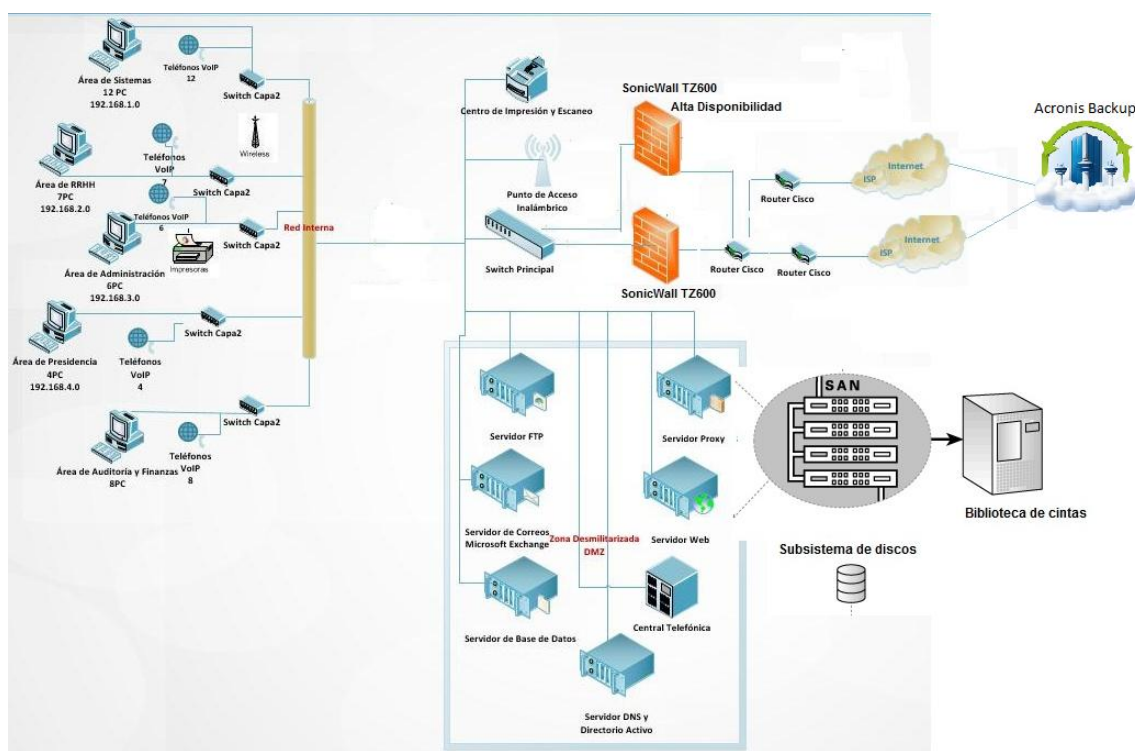 Área de Sistemas
12 PC
192.168.1.0
Teléfonos VoIP
12
Switch Capa2
Wireless
Área de RRHH
7PC
192.168.2.0
Teléfonos
VoIP
7
Switch Capa2
Teléfonos VoIP
6
Switch Capa2
Impresoras
Área de Administración
6PC
192.168.3.0
Red Interna
Área de Presidencia
4PC
192.168.4.0
Teléfonos
VoIP
4
Switch Capa2
Área de Auditoria y Finanzas
8PC
Teléfonos
VoIP
8
Switch Capa2
Centro de Impresión y Escaneo
Punto de Acceso
Inalámbrico
Switch Principal
SonicWall TZ600
Alta Disponibilidad
SonicWall TZ600
Router Cisco
Router Cisco
Router Cisco
ISP
Internet
ISP
Internet
Acronis Backup
Servidor FTP
Servidor Proxy
Servidor de Correos
Microsoft Exchange
Zona Desmilitarizada
DMZ
Servidor Web
Servidor de Base de Datos
Central Telefónica
Servidor DNS y
Directorio Activo
SAN
Biblioteca de cintas
Subsistema de discos